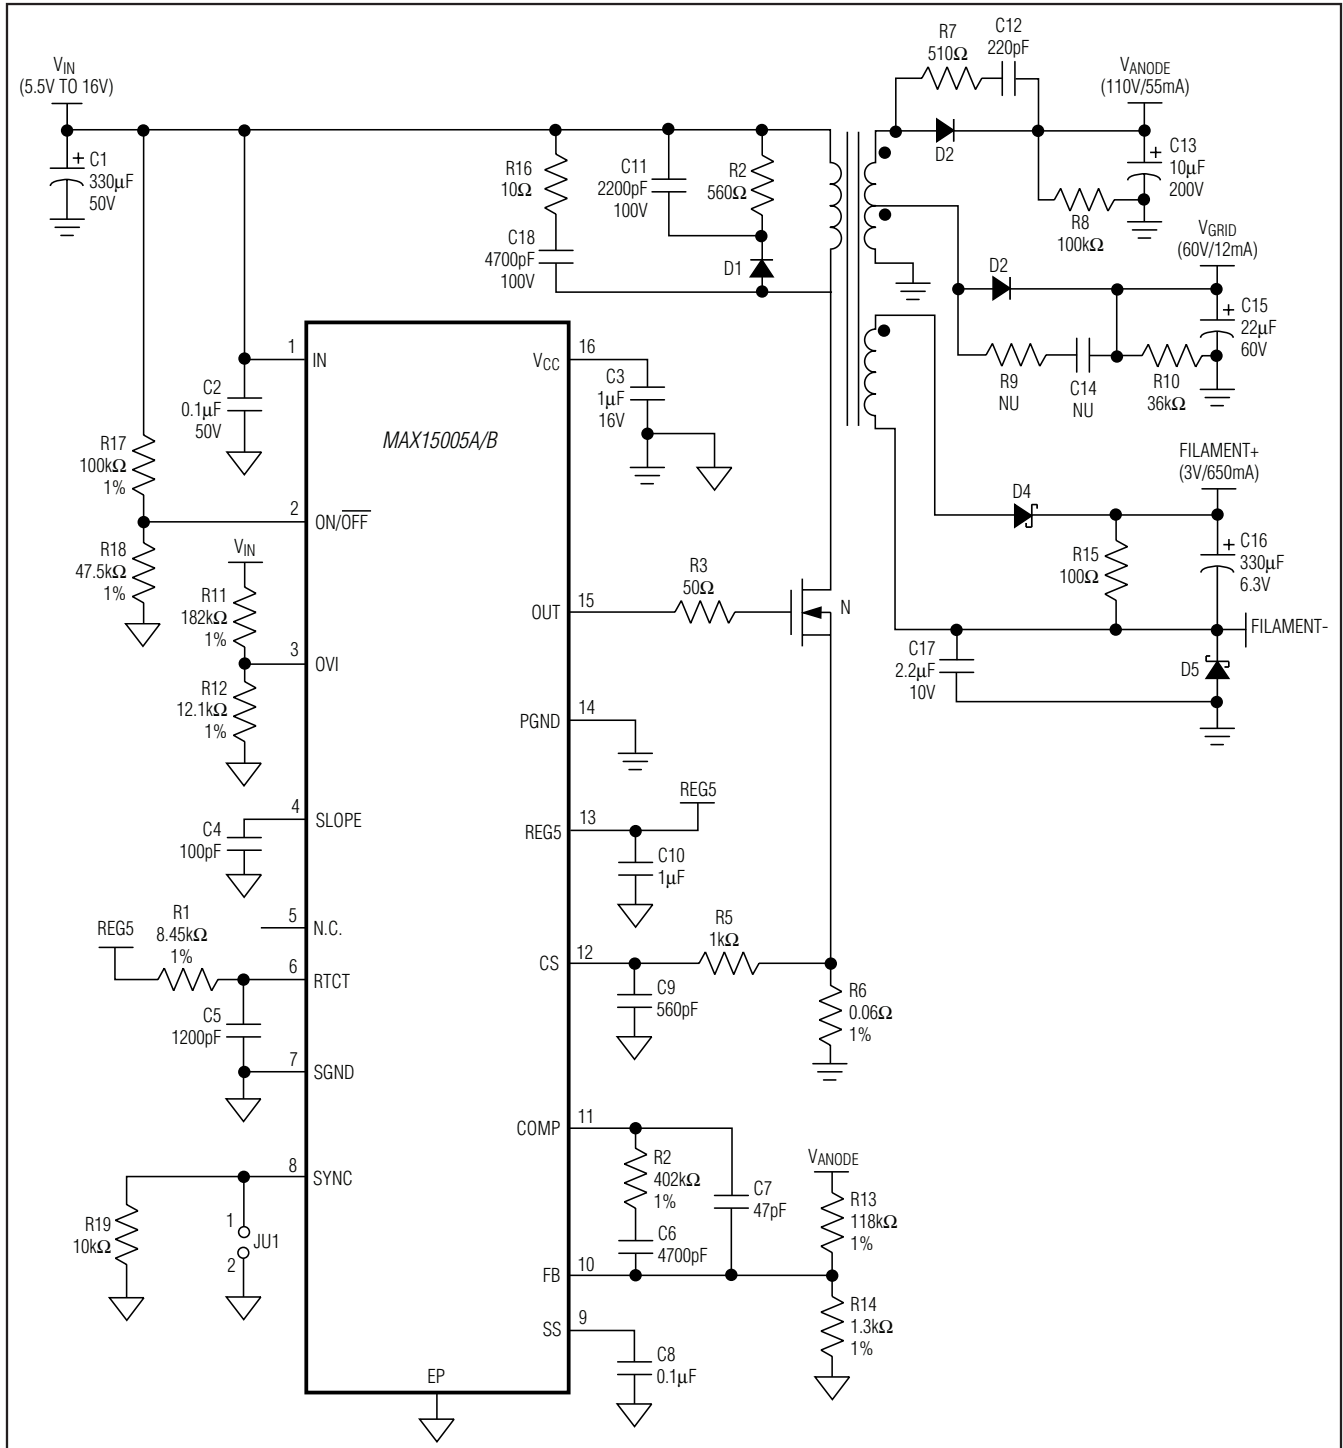 VIN
(5.5V TO 16V)
C1
330µF
50V
R16
10Ω
C18
4700pF
100V
C11
2200pF
100V
R2
560Ω
D1
R7
510Ω
C12
220pF
D2
VANODE
(110V/55mA)
C13
10µF
200V
R8
100kΩ
VGRID
(60V/12mA)
D2
C15
22µF
60V
R9
NU
C14
NU
R10
36kΩ
FILAMENT+
(3V/650mA)
D4
R15
100Ω
C16
330µF
6.3V
FILAMENT-
C17
2.2µF
10V
D5
MAX15005A/B
1
IN
C2
0.1µF
50V
R17
100kΩ
1%
2
ON/OFF
R18
47.5kΩ
1%
VIN
R11
182kΩ
1%
3
OVI
R12
12.1kΩ
1%
4
SLOPE
C4
100pF
5
N.C.
REG5
R1
8.45kΩ
1%
6
RTCT
C5
1200pF
7
SGND
8
SYNC
R19
10kΩ
1
JU1
2
EP
VCC
16
C3
1µF
16V
OUT
15
R3
50Ω
N
PGND
14
REG5
13
REG5
C10
1µF
CS
12
R5
1kΩ
C9
560pF
R6
0.06Ω
1%
COMP
11
R2
402kΩ
1%
C7
47pF
C6
4700pF
VANODE
R13
118kΩ
1%
FB
10
R14
1.3kΩ
1%
SS
9
C8
0.1µF